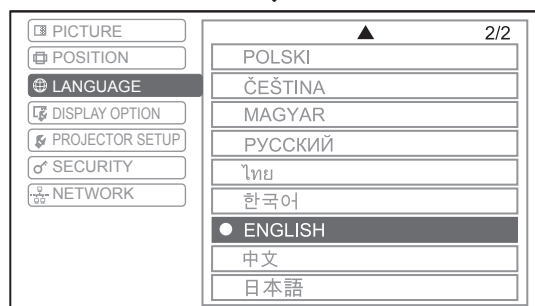 PICTURE
POSITION
LANGUAGE
DISPLAY OPTION
PROJECTOR SETUP
SECURITY
NETWORK
▲ 2/2
POLSKI
ČEŠTINA
MAGYAR
РУССКИЙ
ไทย
한국어
ENGLISH
中文
日本語